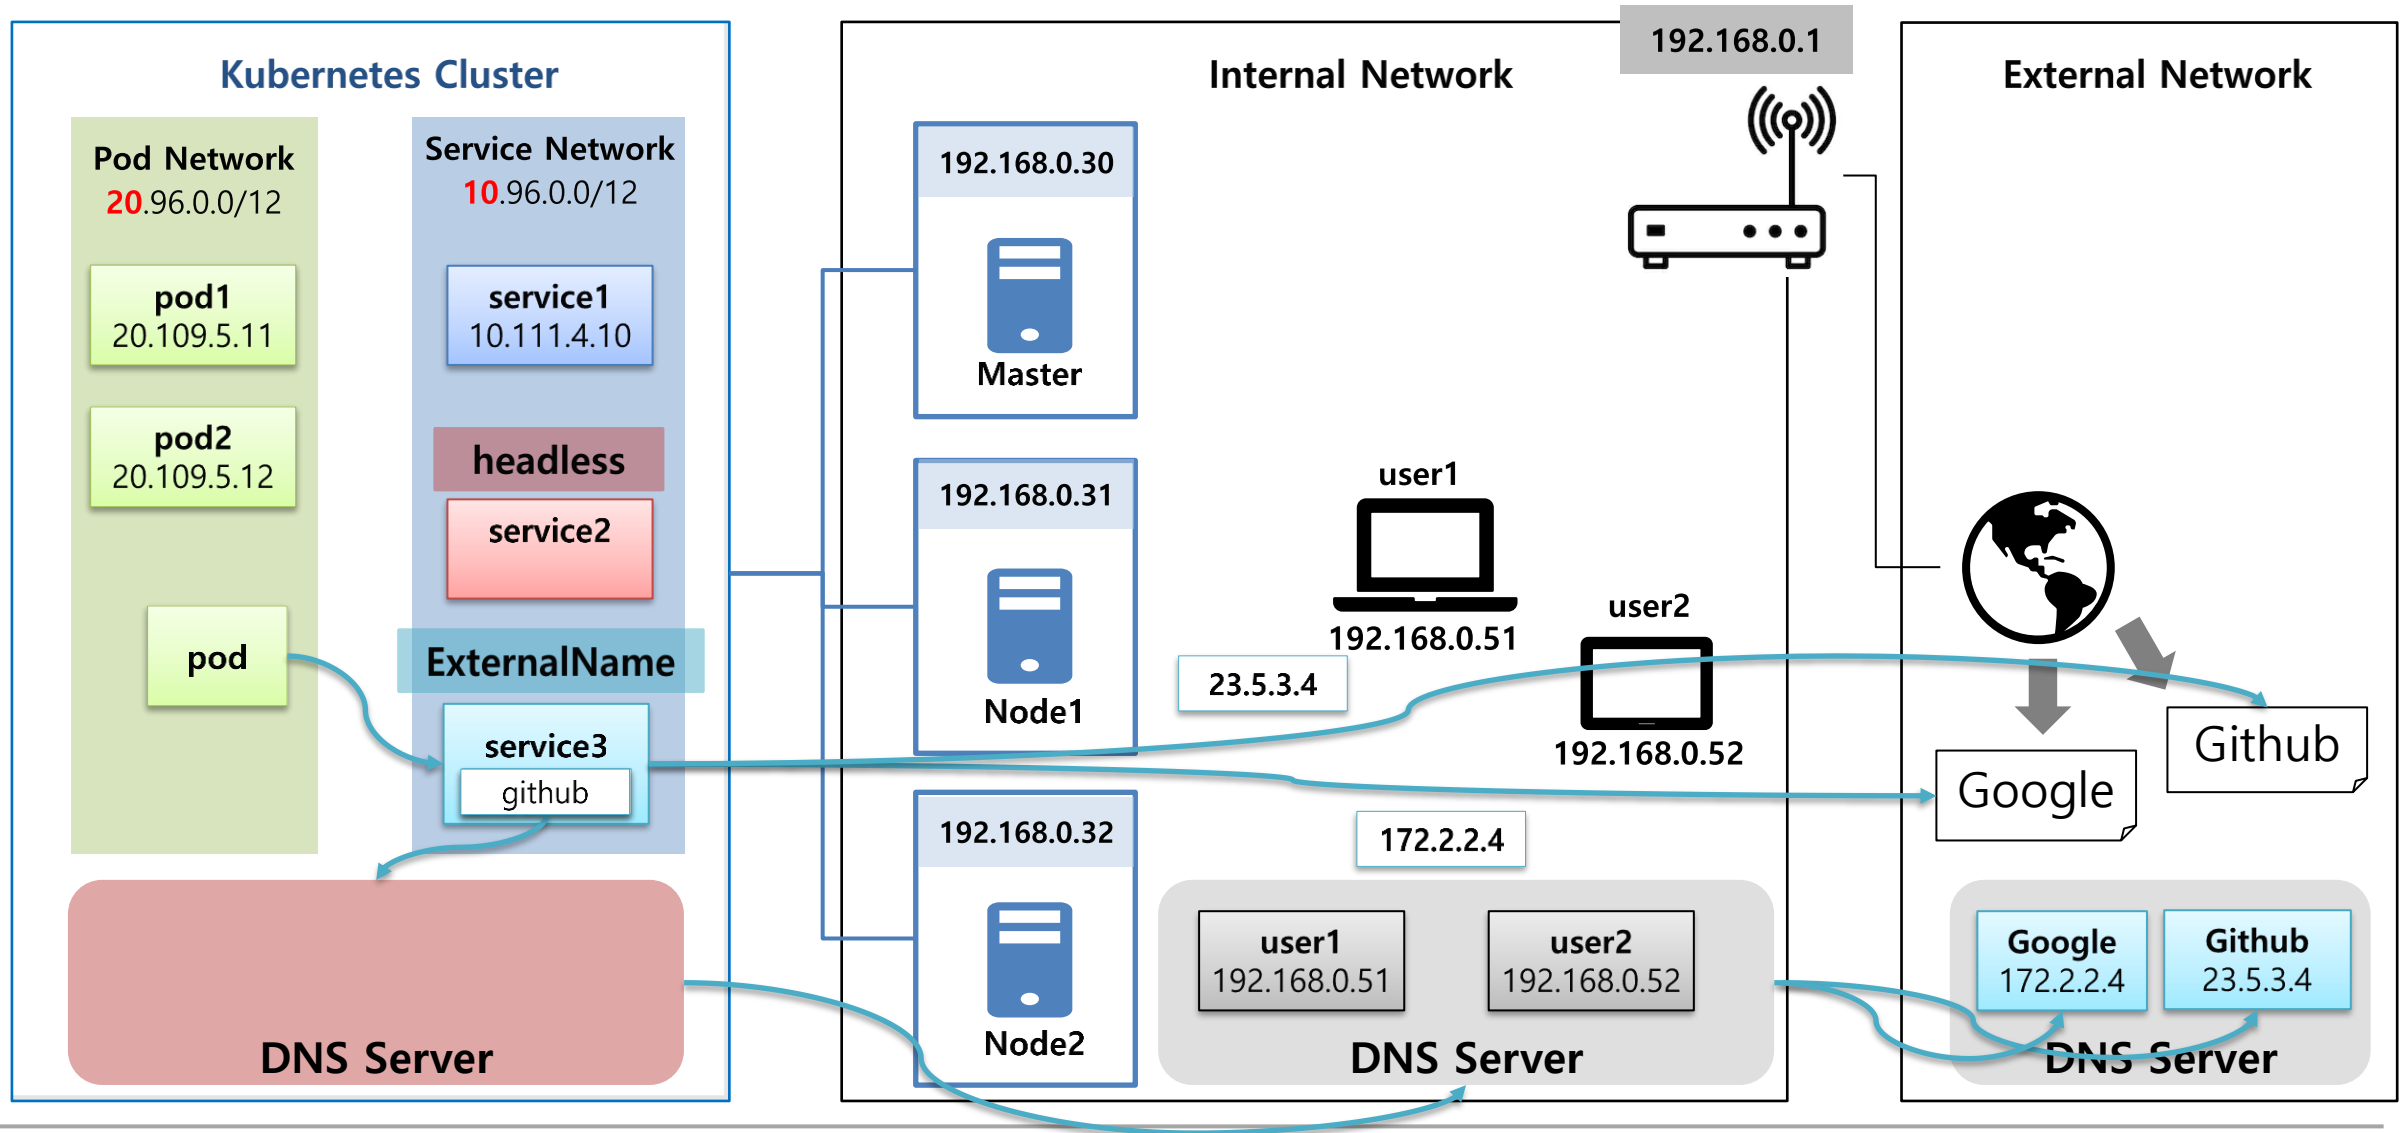 Kubernetes Cluster
Pod Network
20.96.0.0/12
pod1
20.109.5.11
pod2
20.109.5.12
pod
Service Network
10.96.0.0/12
service1
10.111.4.10
headless
service2
ExternalName
service3
github
DNS Server
Internal Network
192.168.0.1
192.168.0.30
Master
192.168.0.31
Node1
192.168.0.32
Node2
user1
192.168.0.51
user2
192.168.0.52
23.5.3.4
172.2.2.4
user1
192.168.0.51
user2
192.168.0.52
DNS Server
External Network
Github
Google
Google
172.2.2.4
Github
23.5.3.4
DNS Server